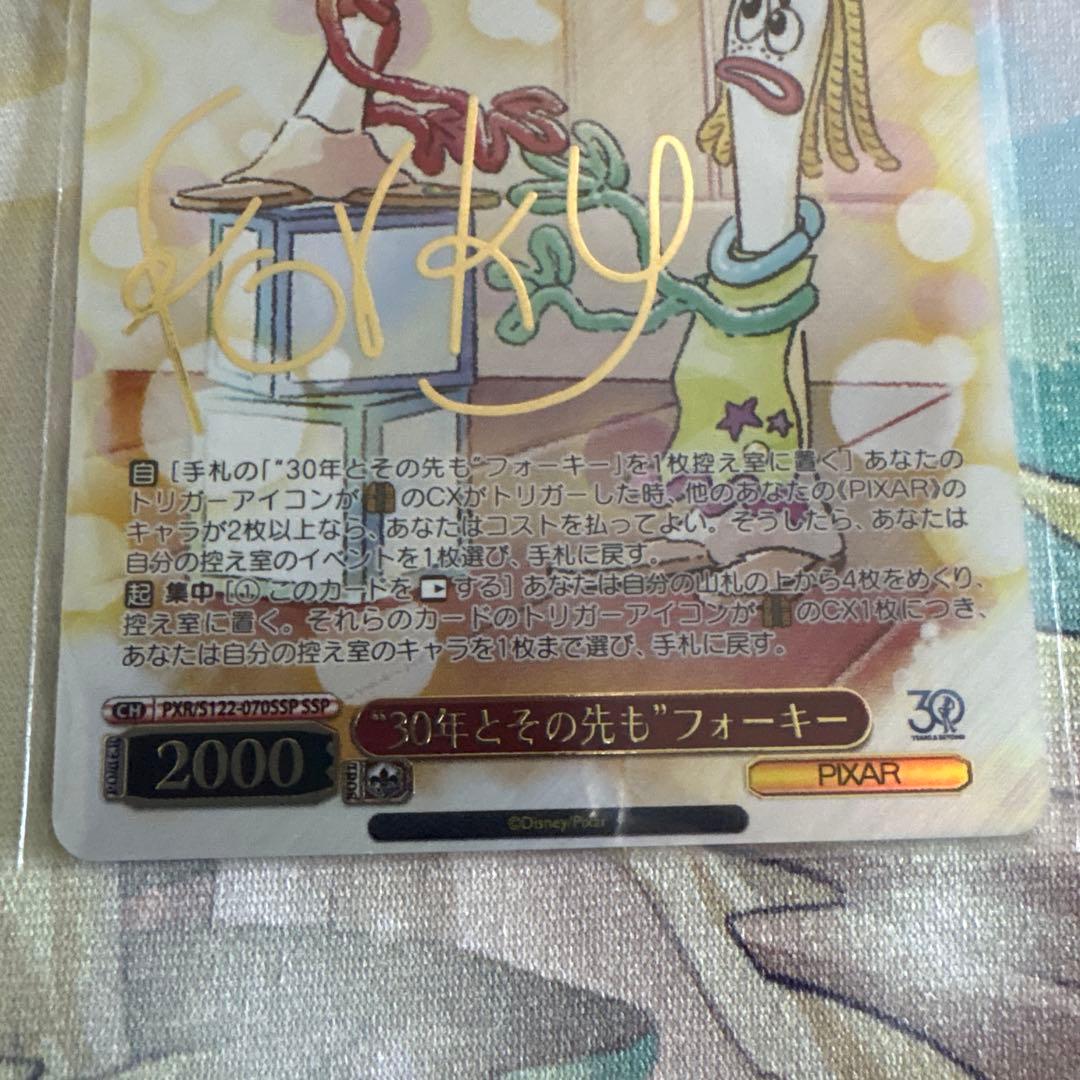 Forky
自 [手札の「“30年とその先も”フォーキー」を1枚控え室に置く] あなたの
トリガーアイコンが のCXがトリガーした時、他のあなたの《PIXAR》の
キャラが2枚以上なら、あなたはコストを払ってよい。そうしたら、あなたは
自分の控え室のイベントを1枚選び、手札に戻す。
起 集中 [① このカードを する] あなたは自分の山札の上から4枚をめくり、
控え室に置く。それらのカードのトリガーアイコンが のCX1枚につき、
あなたは自分の控え室のキャラを1枚まで選び、手札に戻す。
CH PXR/S122-070SSP SSP
“30年とその先も”フォーキー
30
YEARS & BEYOND
POWER 2000
SOUL
PIXAR
©Disney/Pixar